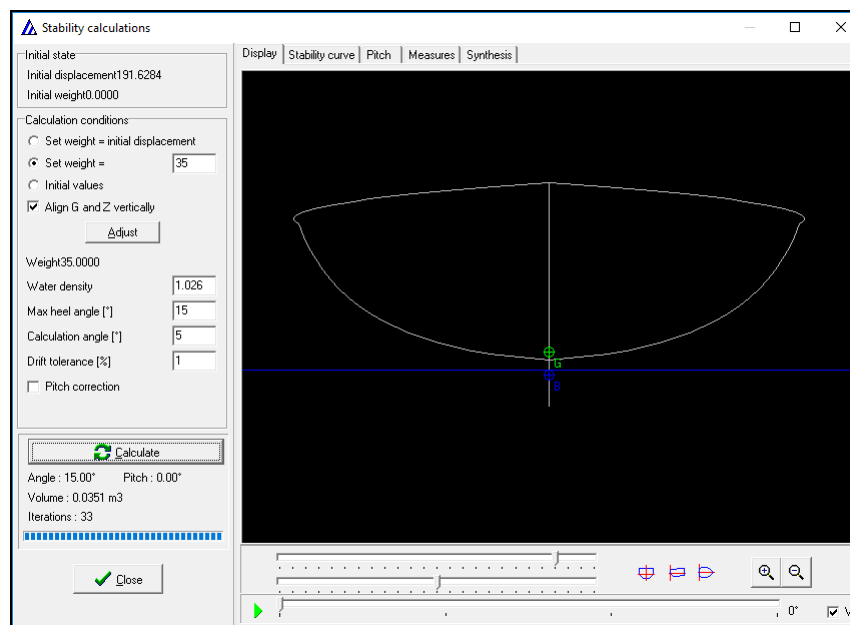 Stability calculations
Initial state
Initial displacement191.6284
Initial weight0.0000
Calculation conditions
Set weight = initial displacement
Set weight = 35
Initial values
Align G and Z vertically
Adjust
Weight35.0000
Water density 1.026
Max heel angle [°] 15
Calculation angle [°] 5
Drift tolerance [%] 1
Pitch correction
Calculate
Angle : 15.00° Pitch : 0.00°
Volume : 0.0351 m3
Iterations : 33
Close
Display Stability curve Pitch Measures Synthesis
G
B
0° V